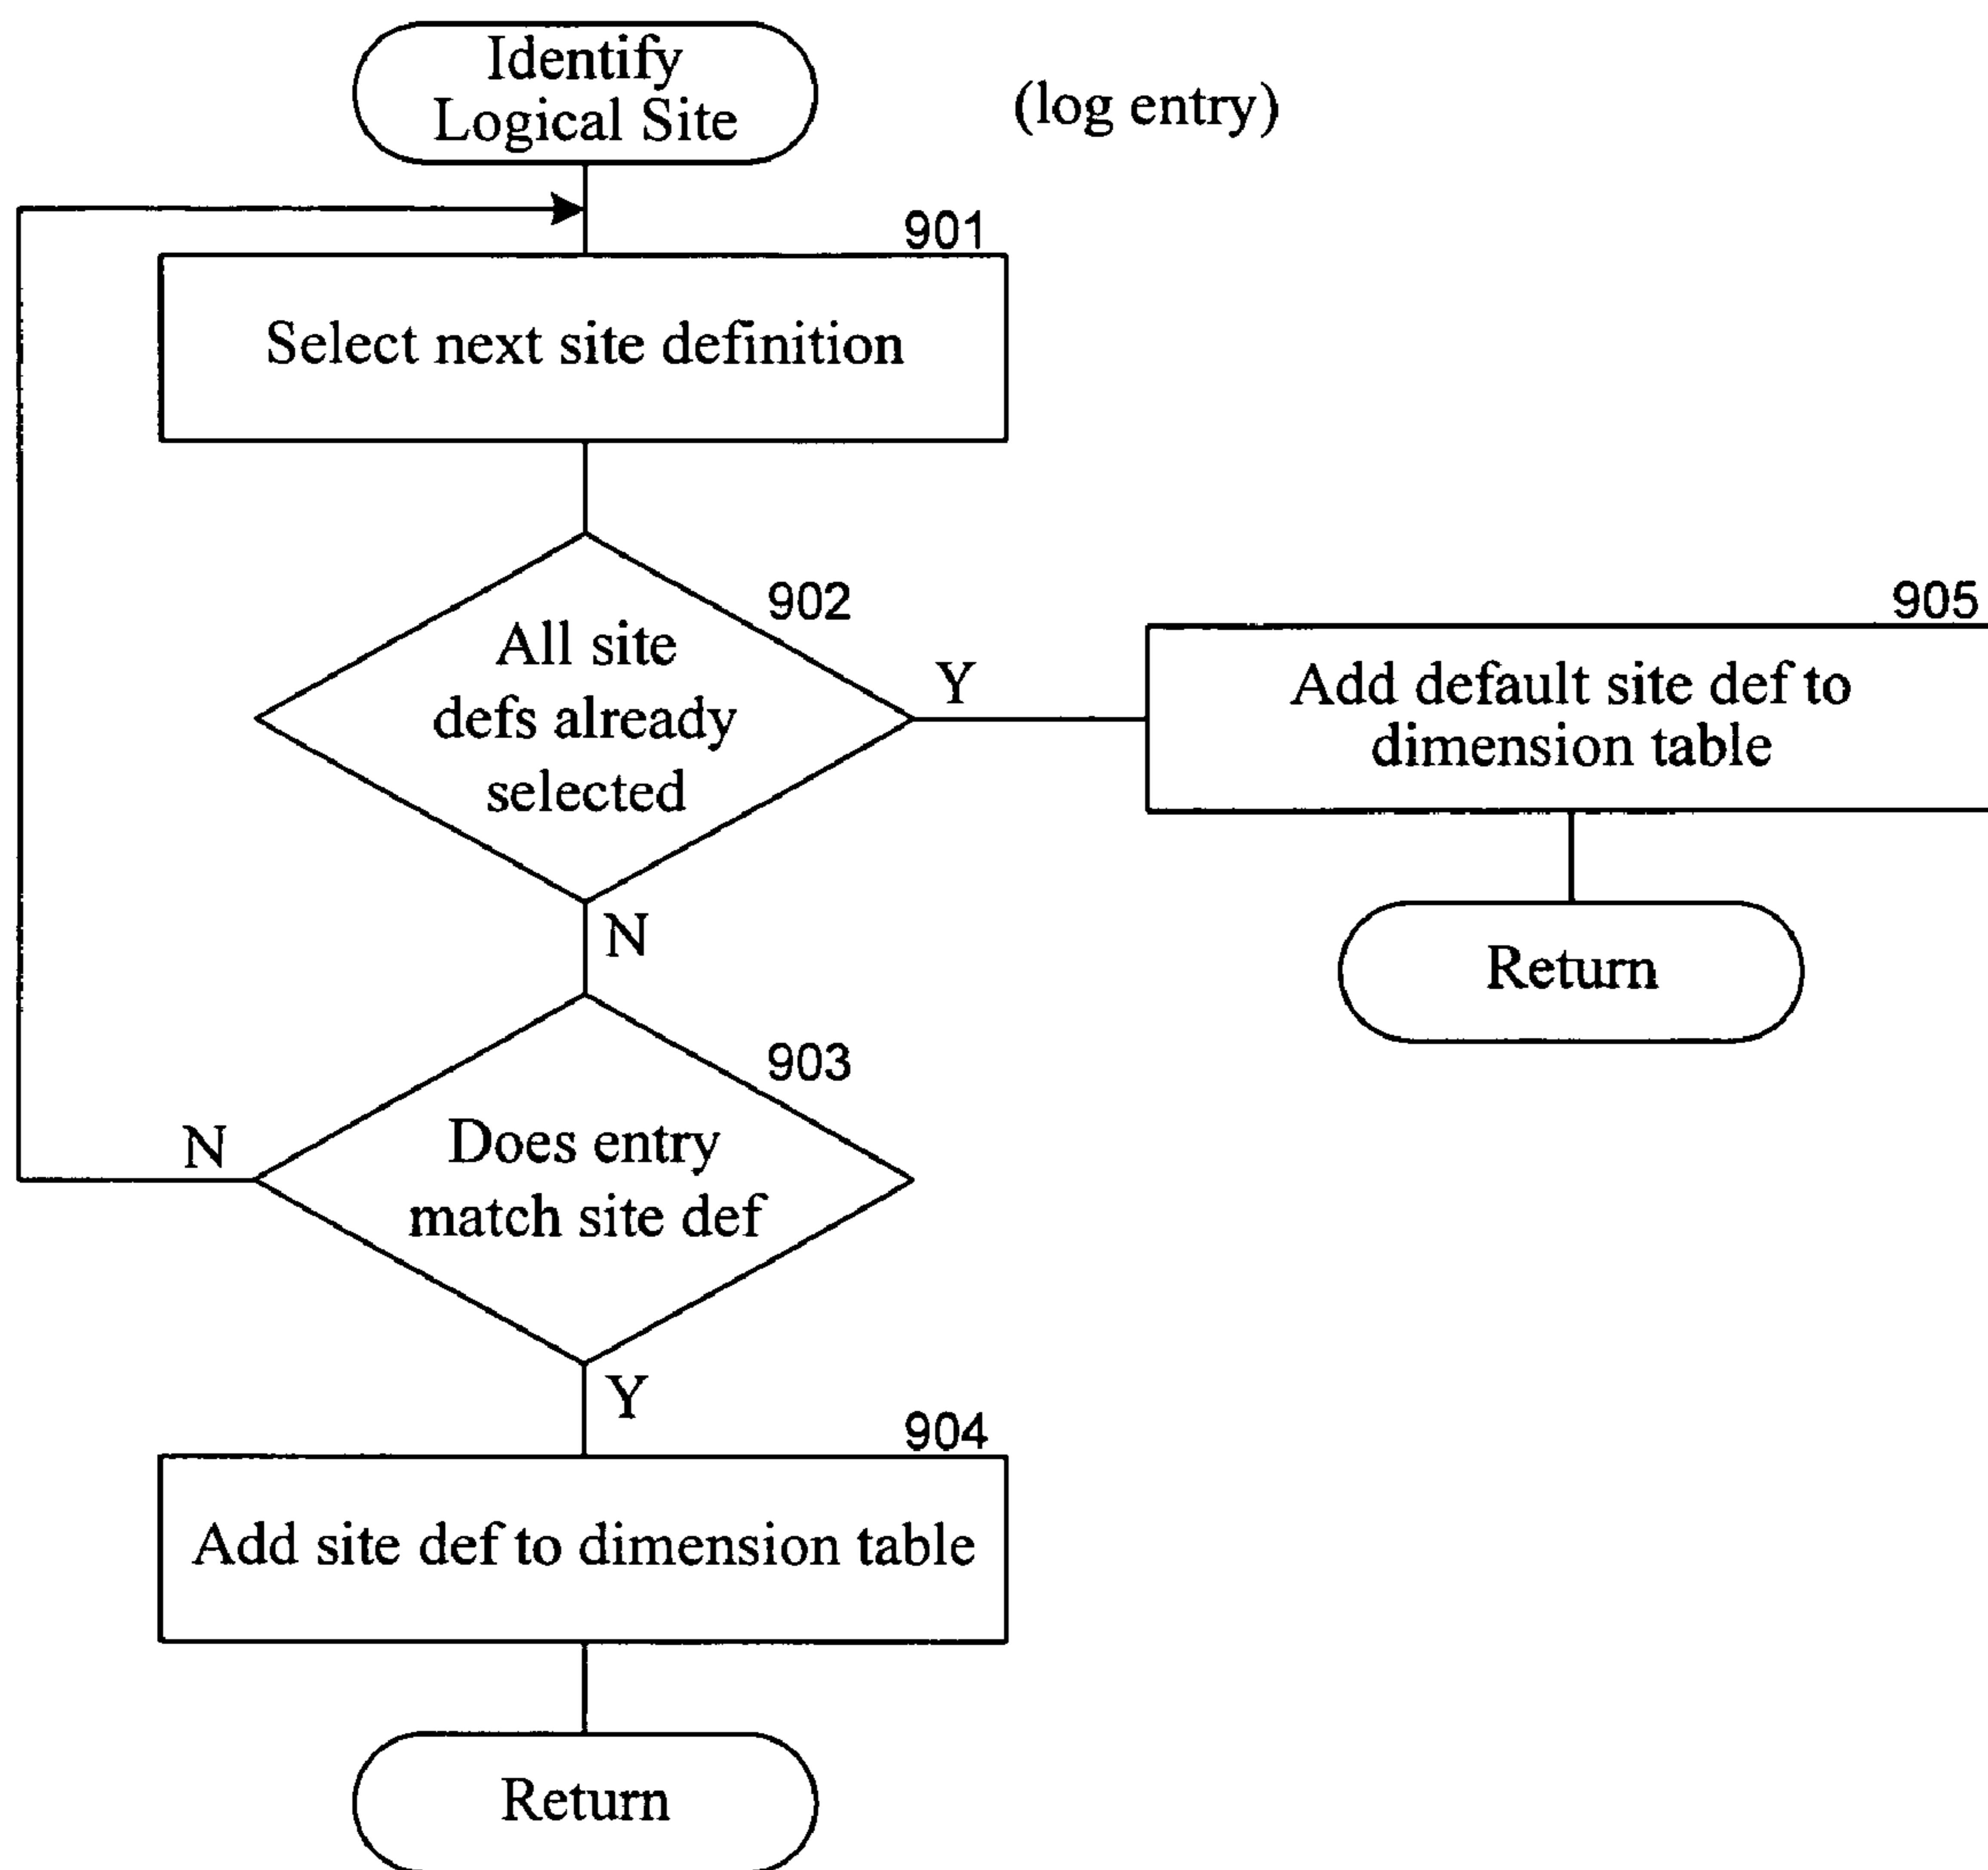 Identify
Logical Site
(log entry)
901
Select next site definition
902
All site
defs already
selected
Y
905
Add default site def to
dimension table
N
Return
903
N
Does entry
match site def
Y
904
Add site def to dimension table
Return